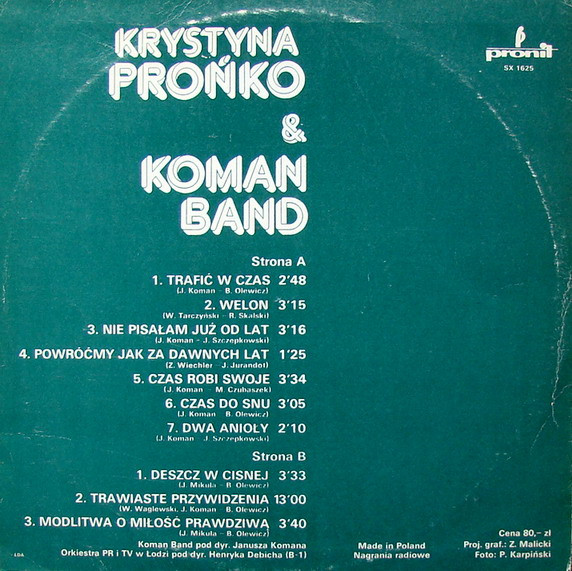 KRYSTYNA
PROŃKO
&
KOMAN
BAND
pronit
SX 1625
Strona A
1. TRAFIĆ W CZAS 2'48
(J. Koman – B. Olewicz)
2. WELON 3'15
(W. Tarczyński – R. Skalski)
3. NIE PISAŁAM JUŻ OD LAT 3'16
(J. Koman – J. Szczepkowski)
4. POWRÓĆMY JAK ZA DAWNYCH LAT 1'25
(Z. Wiechler – J. Jurandot)
5. CZAS ROBI SWOJE 3'34
(J. Koman – M. Czubaszek)
6. CZAS DO SNU 3'05
(J. Koman – B. Olewicz)
7. DWA ANIOŁY 2'10
(J. Koman – J. Szczepkowski)
Strona B
1. DESZCZ W CISNEJ 3'33
(J. Mikuła – B. Olewicz)
2. TRAWIASTE PRZYWIDZENIA 13'00
(W. Waglewski, J. Koman – B. Olewicz)
3. MODLITWA O MIŁOŚĆ PRAWDZIWĄ 3'40
(J. Mikuła – B. Olewicz)
Koman Band pod dyr. Janusza Komana
Orkiestra PR i TV w Łodzi pod dyr. Henryka Debicha (B-1)
Made in Poland
Nagrania radiowe
Cena 80,– zł
Proj. graf.: Z. Malicki
Foto: P. Karpiński